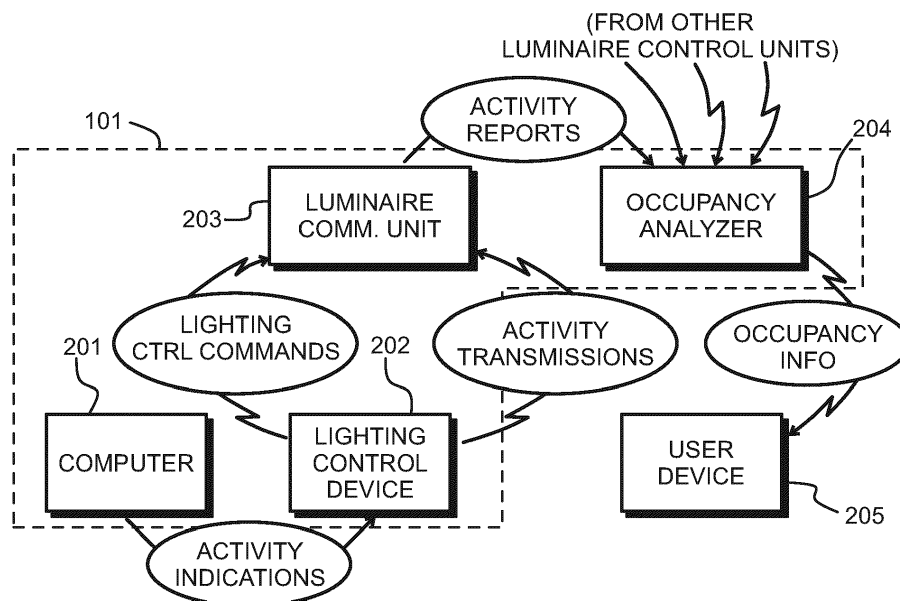 (FROM OTHER
LUMINAIRE CONTROL UNITS)
ACTIVITY
REPORTS
101
204
LUMINAIRE
COMM. UNIT
203
OCCUPANCY
ANALYZER
LIGHTING
CTRL COMMANDS
ACTIVITY
TRANSMISSIONS
OCCUPANCY
INFO
201
202
COMPUTER
LIGHTING
CONTROL
DEVICE
USER
DEVICE
205
ACTIVITY
INDICATIONS